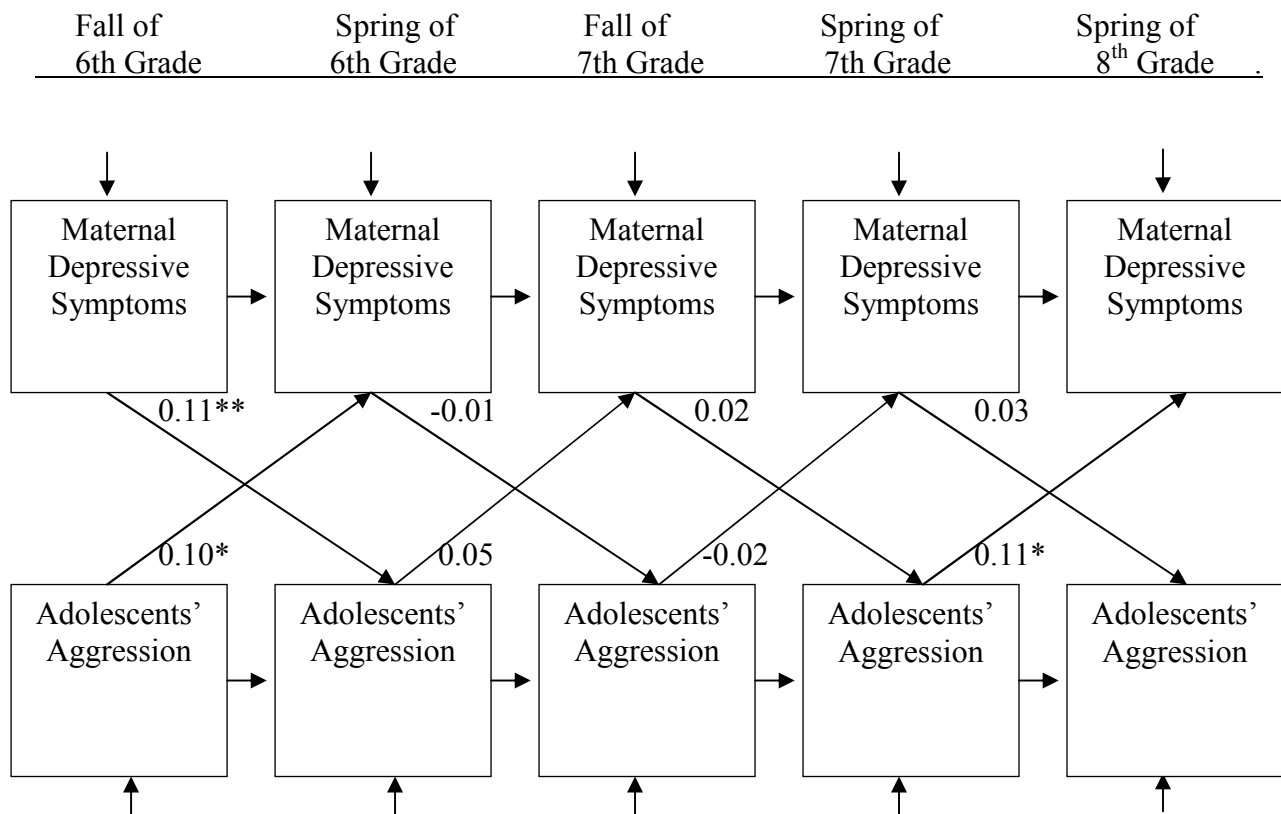 Fall of
6th Grade
Spring of
6th Grade
Fall of
7th Grade
Spring of
7th Grade
Spring of
8th Grade .
Maternal
Depressive
Symptoms
Maternal
Depressive
Symptoms
Maternal
Depressive
Symptoms
Maternal
Depressive
Symptoms
Maternal
Depressive
Symptoms
0.11**
-0.01
0.02
0.03
0.10*
0.05
-0.02
0.11*
Adolescents’
Aggression
Adolescents’
Aggression
Adolescents’
Aggression
Adolescents’
Aggression
Adolescents’
Aggression